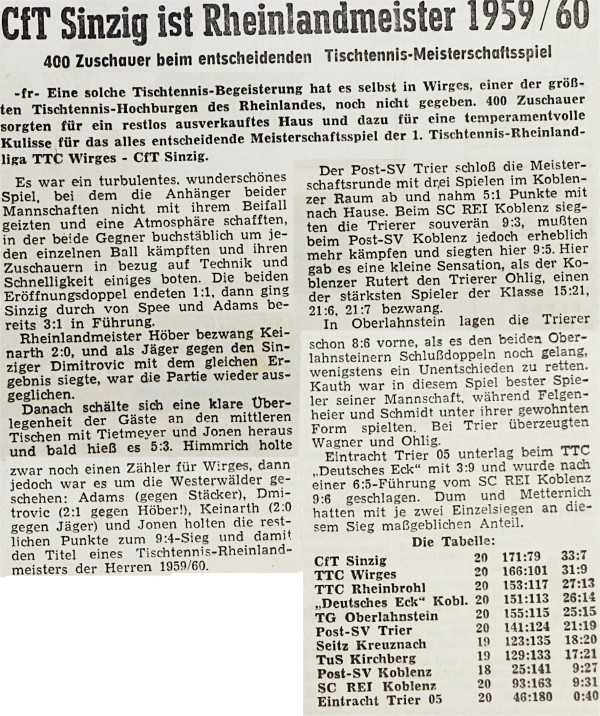 CfT Sinzig ist Rheinlandmeister 1959/60
400 Zuschauer beim entscheidenden Tischtennis-Meisterschaftsspiel
-fr- Eine solche Tischtennis-Begeisterung hat es selbst in Wirges, einer der größ-
ten Tischtennis-Hochburgen des Rheinlandes, noch nicht gegeben. 400 Zuschauer
sorgten für ein restlos ausverkauftes Haus und dazu für eine temperamentvolle
Kulisse für das alles entscheidende Meisterschaftsspiel der 1. Tischtennis-Rheinland-
liga TTC Wirges - CfT Sinzig.
Es war ein turbulentes, wunderschönes
Spiel, bei dem die Anhänger beider
Mannschaften nicht mit ihrem Beifall
geizten und eine Atmosphäre schafften,
in der beide Gegner buchstäblich um je-
den einzelnen Ball kämpften und ihren
Zuschauern in bezug auf Technik und
Schnelligkeit einiges boten. Die beiden
Eröffnungsdoppel endeten 1:1, dann ging
Sinzig durch von Spee und Adams be-
reits 3:1 in Führung.
Rheinlandmeister Höber bezwang Kei-
narth 2:0, und als Jäger gegen den Sin-
ziger Dimitrovic mit dem gleichen Er-
gebnis siegte, war die Partie wieder aus-
geglichen.
Danach schälte sich eine klare Über-
legenheit der Gäste an den mittleren
Tischen mit Tietmeyer und Jonen heraus
und bald hieß es 5:3. Himmrich holte
zwar noch einen Zähler für Wirges, dann
jedoch war es um die Westerwälder ge-
schehen: Adams (gegen Stäcker), Dmi-
trovic (2:1 gegen Höber!), Keinarth (2:0
gegen Jäger) und Jonen holten die rest-
lichen Punkte zum 9:4-Sieg und damit
den Titel eines Tischtennis-Rheinland-
meisters der Herren 1959/60.
Der Post-SV Trier schloß die Meister-
schaftsrunde mit drei Spielen im Koblen-
zer Raum ab und nahm 5:1 Punkte mit
nach Hause. Beim SC REI Koblenz sieg-
ten die Trierer souverän 9:3, mußten
beim Post-SV Koblenz jedoch erheblich
mehr kämpfen und siegten hier 9:5. Hier
gab es eine kleine Sensation, als der Ko-
blenzer Rutert den Trierer Ohlig, einen
der stärksten Spieler der Klasse 15:21,
21:6, 21:7 bezwang.
In Oberlahnstein lagen die Trierer
schon 8:6 vorne, als es den beiden Ober-
lahnsteinern Schlußdoppeln noch gelang,
wenigstens ein Unentschieden zu retten.
Kauth war in diesem Spiel bester Spie-
ler seiner Mannschaft, während Felgen-
heier und Schmidt unter ihrer gewohnten
Form spielten. Bei Trier überzeugten
Wagner und Ohlig.
Eintracht Trier 05 unterlag beim TTC
„Deutsches Eck“ mit 3:9 und wurde nach
einer 6:5-Führung vom SC REI Koblenz
9:6 geschlagen. Dum und Metternich
hatten mit je zwei Einzelsiegen an die-
sem Sieg maßgeblichen Anteil.
Die Tabelle:
CfT Sinzig 20 171:79 33:7
TTC Wirges 20 166:101 31:9
TTC Rheinbrohl 20 153:117 27:13
„Deutsches Eck“ Kobl. 20 151:113 26:14
TG Oberlahnstein 20 155:115 25:15
Post-SV Trier 20 141:124 21:19
Seitz Kreuznach 19 123:135 18:20
TuS Kirchberg 19 129:133 17:21
Post-SV Koblenz 18 25:141 9:27
SC REI Koblenz 20 93:163 9:31
Eintracht Trier 05 20 46:180 0:40